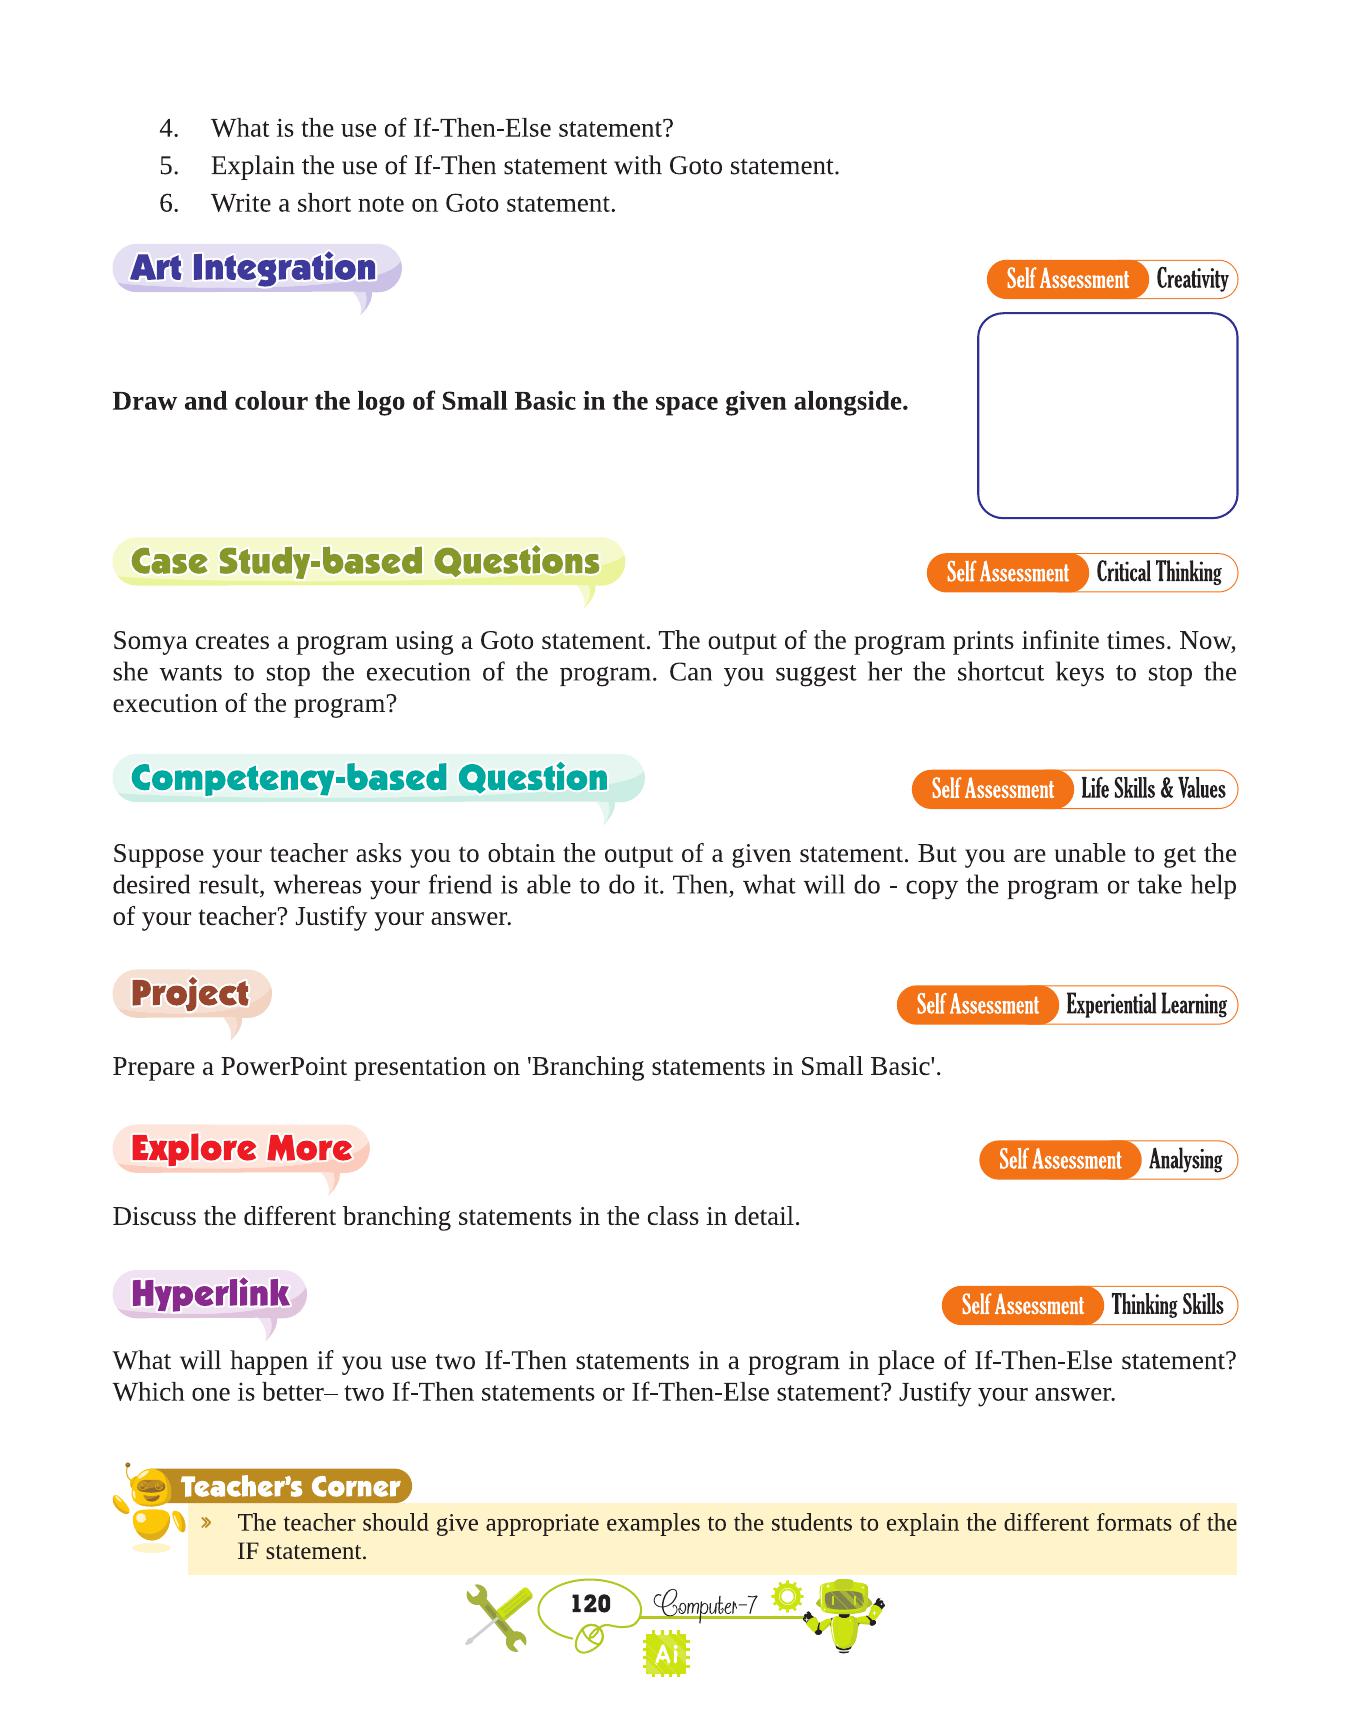 4. What is the use of If-Then-Else statement?
5. Explain the use of If-Then statement with Goto statement.
6. Write a short note on Goto statement.
Art Integration
Self Assessment Creativity
Draw and colour the logo of Small Basic in the space given alongside.
Case Study-based Questions
Self Assessment Critical Thinking
Somya creates a program using a Goto statement. The output of the program prints infinite times. Now,
she wants to stop the execution of the program. Can you suggest her the shortcut keys to stop the
execution of the program?
Competency-based Question
Self Assessment Life Skills & Values
Suppose your teacher asks you to obtain the output of a given statement. But you are unable to get the
desired result, whereas your friend is able to do it. Then, what will do - copy the program or take help
of your teacher? Justify your answer.
Project
Self Assessment Experiential Learning
Prepare a PowerPoint presentation on 'Branching statements in Small Basic'.
Explore More
Self Assessment Analysing
Discuss the different branching statements in the class in detail.
Hyperlink
Self Assessment Thinking Skills
What will happen if you use two If-Then statements in a program in place of If-Then-Else statement?
Which one is better– two If-Then statements or If-Then-Else statement? Justify your answer.
Teacher's Corner
» The teacher should give appropriate examples to the students to explain the different formats of the
IF statement.
120 Computer-7
Ai